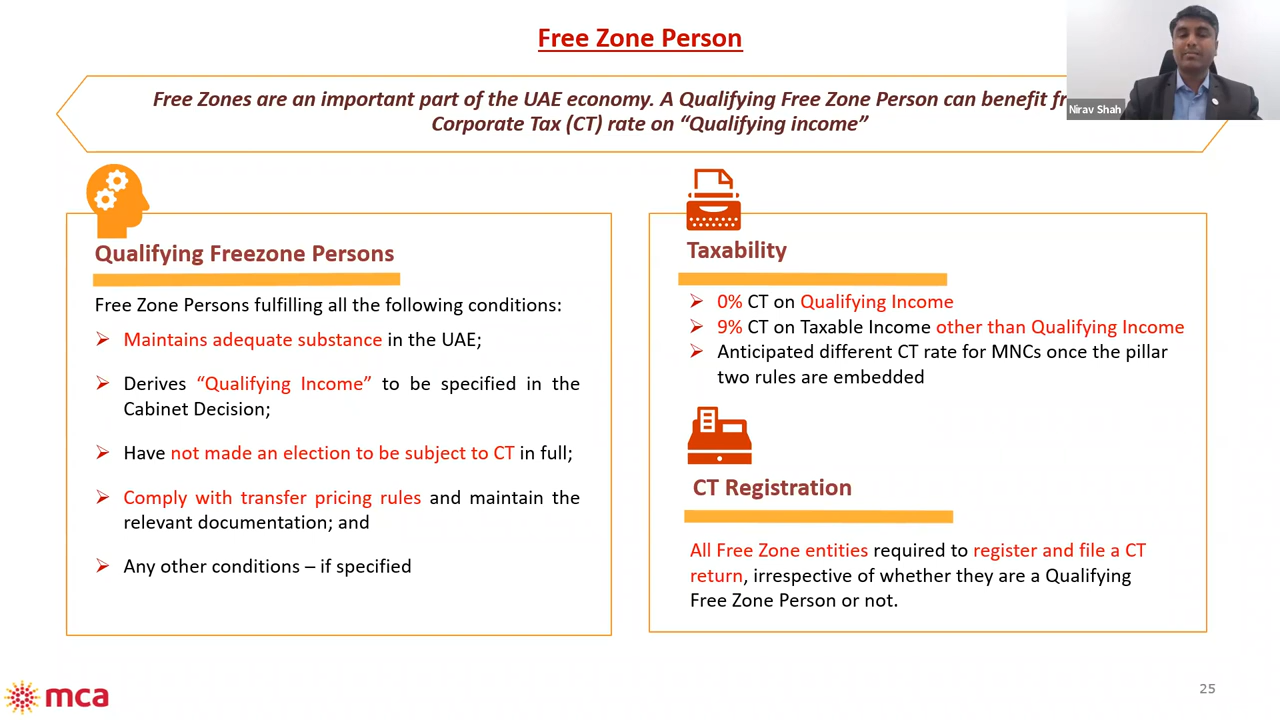 Free Zone Person
Nirav Shah
Free Zones are an important part of the UAE economy. A Qualifying Free Zone Person can benefit
Corporate Tax (CT) rate on “Qualifying income”
Qualifying Freezone Persons
Free Zone Persons fulfilling all the following conditions:
Maintains adequate substance in the UAE;
Derives “Qualifying Income” to be specified in the
Cabinet Decision;
Have not made an election to be subject to CT in full;
Comply with transfer pricing rules and maintain the
relevant documentation; and
Any other conditions – if specified
Taxability
0% CT on Qualifying Income
9% CT on Taxable Income other than Qualifying Income
Anticipated different CT rate for MNCs once the pillar
two rules are embedded
CT Registration
All Free Zone entities required to register and file a CT
return, irrespective of whether they are a Qualifying
Free Zone Person or not.
mca
25